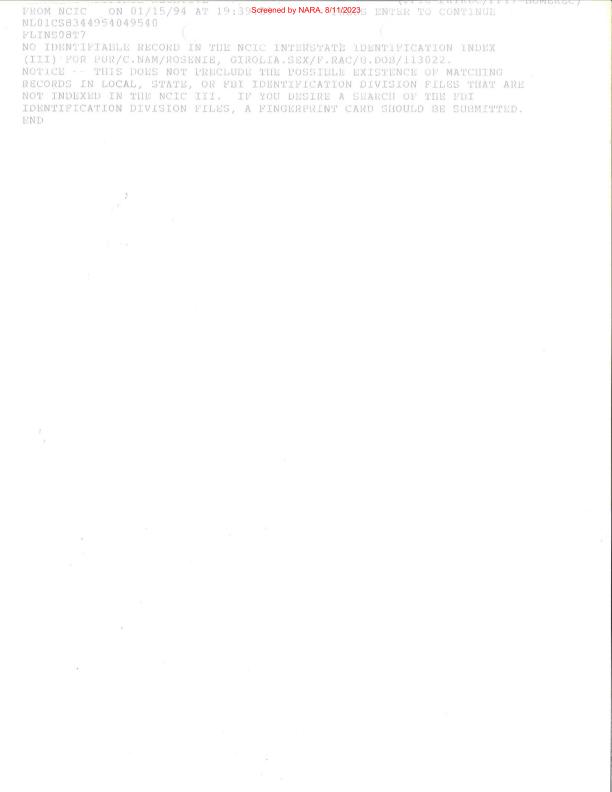 FROM NCIC ON 01/15/94 AT 19:39 Screened by NARA, 8/11/2023 S ENTER TO CONTINUE
NL01CS8344954049540
FLINS08T7
NO IDENTIFIABLE RECORD IN THE NCIC INTERSTATE IDENTIFICATION INDEX
(III) FOR PUR/C.NAM/ROSENIE, GIROLIA.SEX/F.RAC/U.DOB/113022.
NOTICE -- THIS DOES NOT PRECLUDE THE POSSIBLE EXISTENCE OF MATCHING
RECORDS IN LOCAL, STATE, OR FBI IDENTIFICATION DIVISION FILES THAT ARE
NOT INDEXED IN THE NCIC III. IF YOU DESIRE A SEARCH OF THE FBI
IDENTIFICATION DIVISION FILES, A FINGERPRINT CARD SHOULD BE SUBMITTED.
END